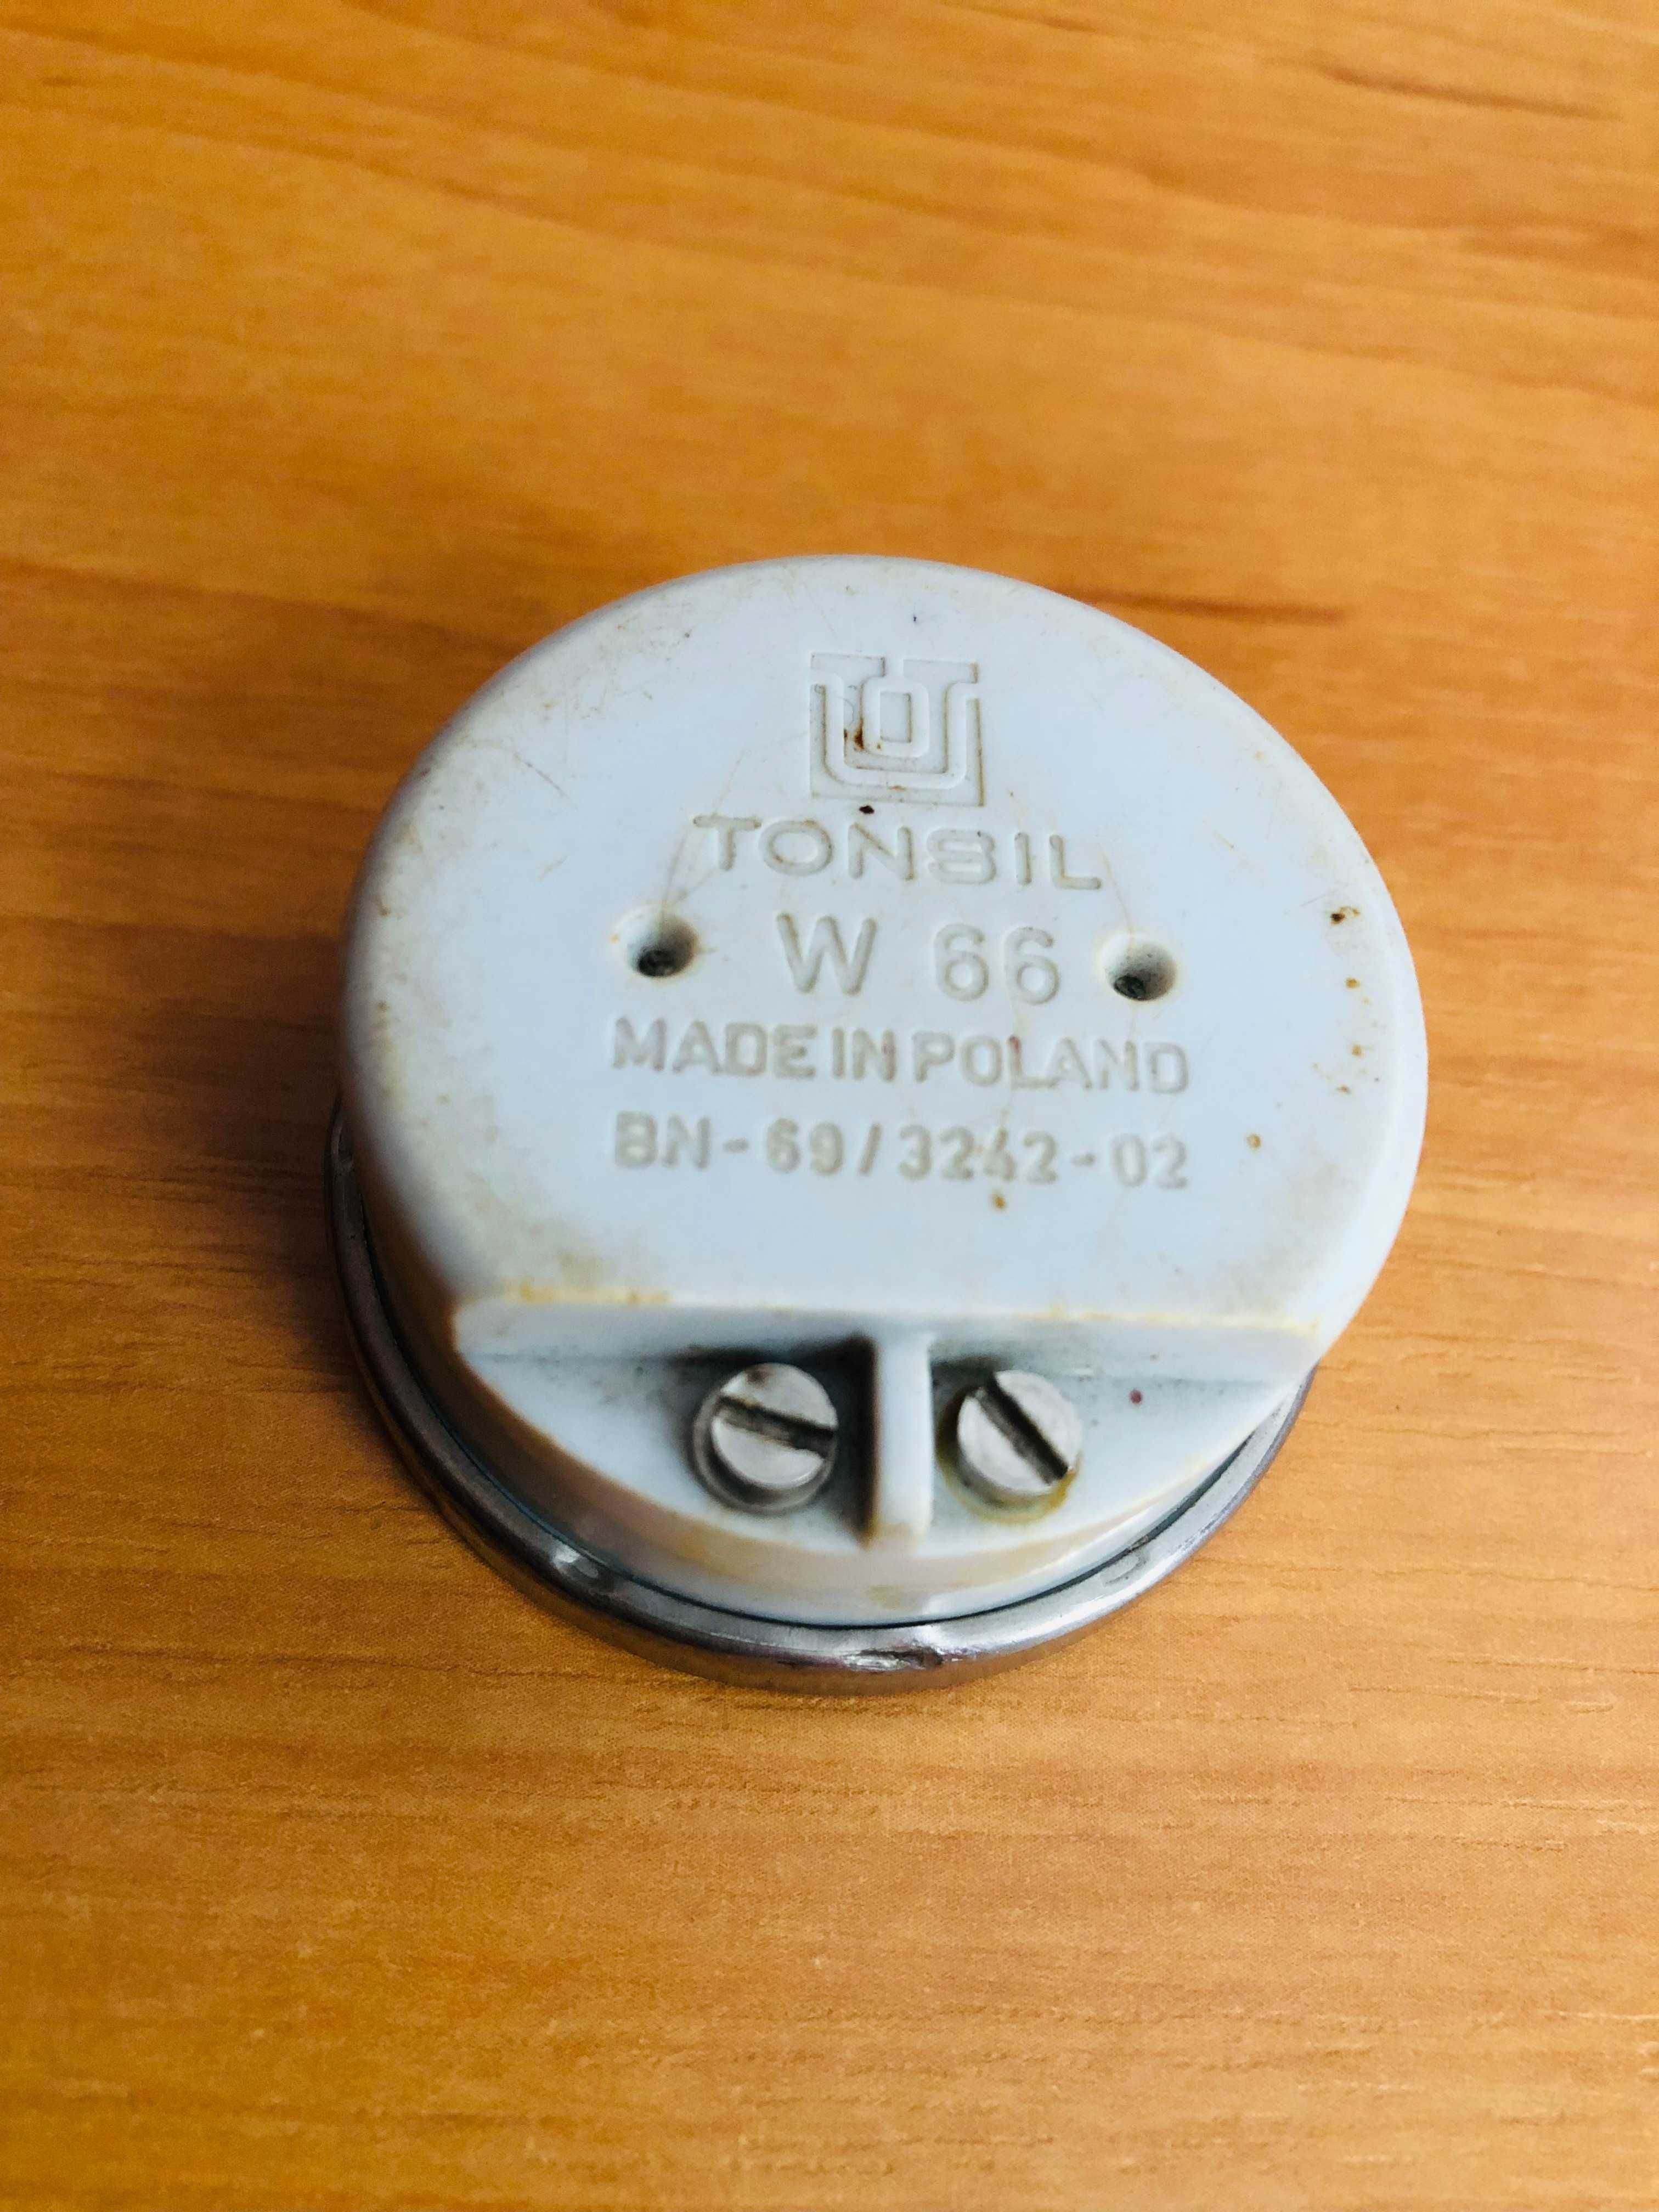 TONSIL
W 66
MADE IN POLAND
BN-69/3242-02